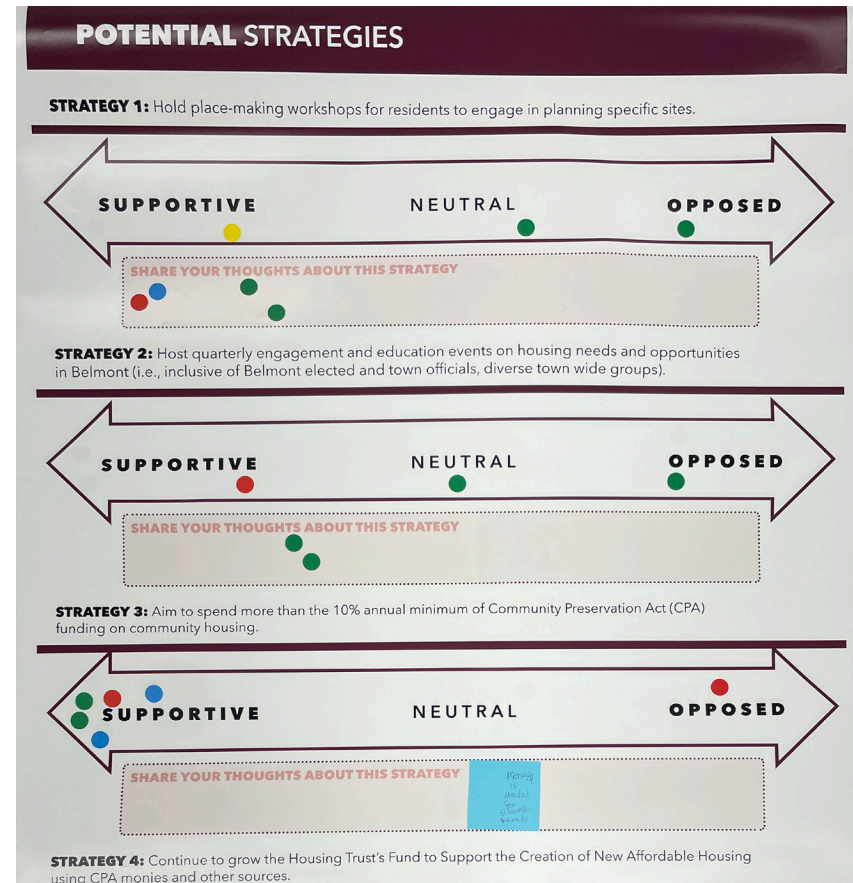 POTENTIAL STRATEGIES
STRATEGY 1: Hold place-making workshops for residents to engage in planning specific sites.
SUPPORTIVE NEUTRAL OPPOSED
SHARE YOUR THOUGHTS ABOUT THIS STRATEGY
STRATEGY 2: Host quarterly engagement and education events on housing needs and opportunities
in Belmont (i.e., inclusive of Belmont elected and town officials, diverse town wide groups).
SUPPORTIVE NEUTRAL OPPOSED
SHARE YOUR THOUGHTS ABOUT THIS STRATEGY
STRATEGY 3: Aim to spend more than the 10% annual minimum of Community Preservation Act (CPA)
funding on community housing.
SUPPORTIVE NEUTRAL OPPOSED
SHARE YOUR THOUGHTS ABOUT THIS STRATEGY
Money
is
for
STRATEGY 4: Continue to grow the Housing Trust's Fund to Support the Creation of New Affordable Housing
using CPA monies and other sources.